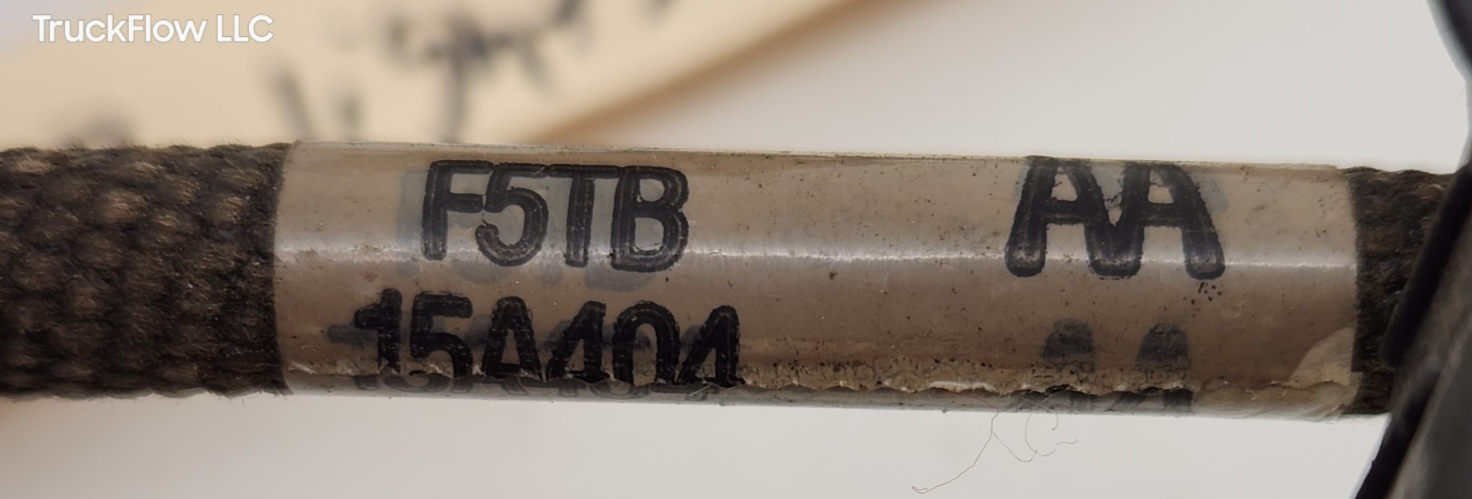 TruckFlow LLC
F5TB AA
15A404